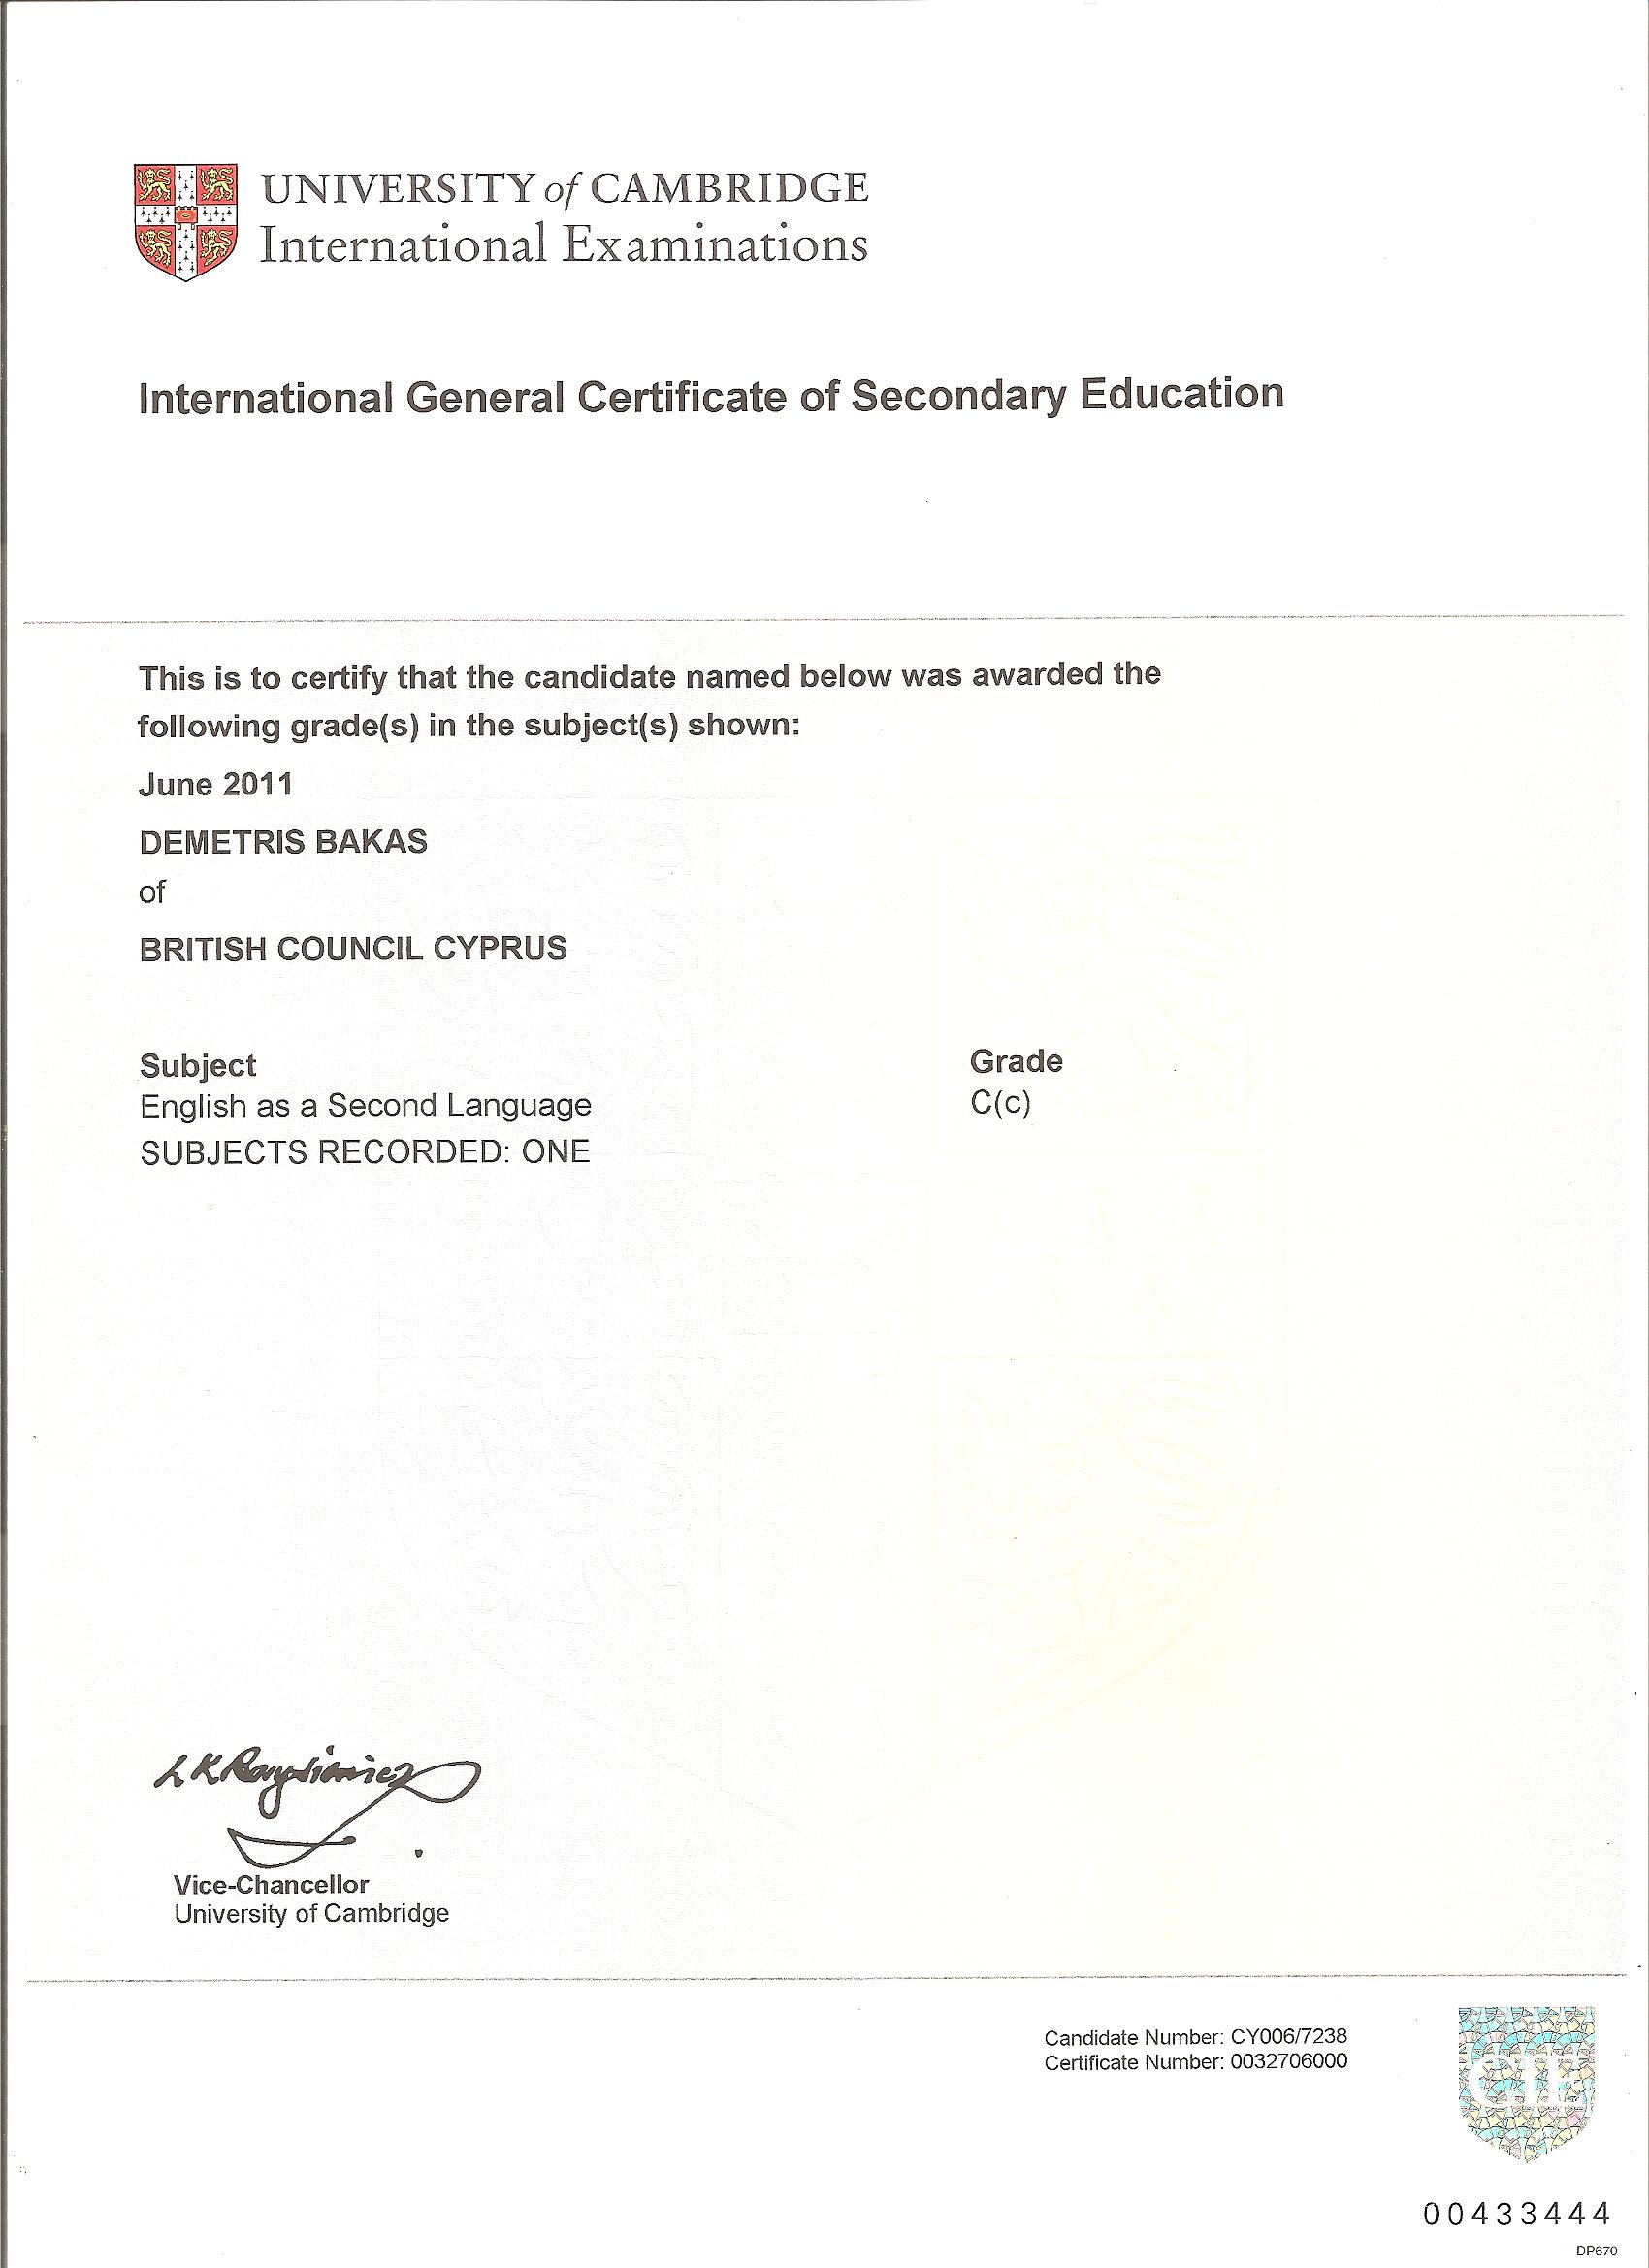 UNIVERSITY of CAMBRIDGE
International Examinations
International General Certificate of Secondary Education
This is to certify that the candidate named below was awarded the
following grade(s) in the subject(s) shown:
June 2011
DEMETRIS BAKAS
of
BRITISH COUNCIL CYPRUS
Subject Grade
English as a Second Language C(c)
SUBJECTS RECORDED: ONE
Vice-Chancellor
University of Cambridge
Candidate Number: CY006/7238
Certificate Number: 0032706000
CIE
00433444
DP670